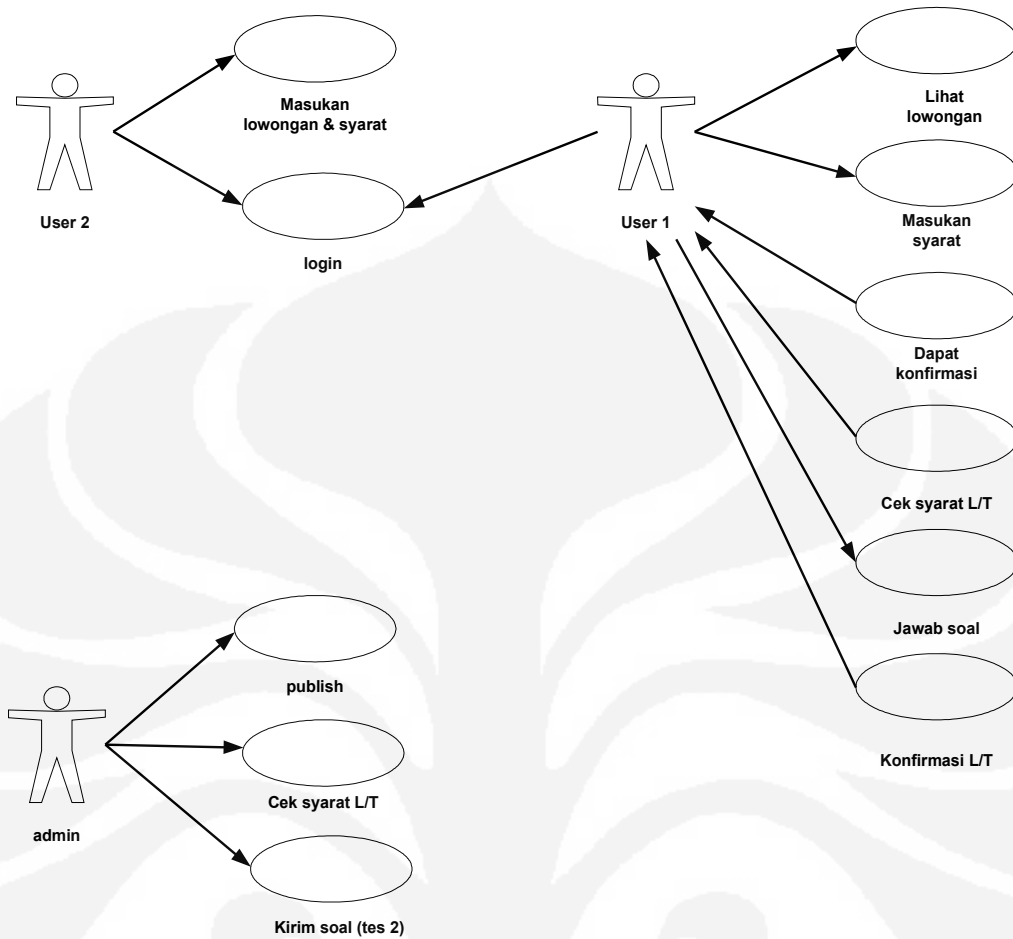 Masukan
lowongan & syarat
User 2
login
User 1
Lihat
lowongan
Masukan
syarat
Dapat
konfirmasi
Cek syarat L/T
Jawab soal
Konfirmasi L/T
publish
Cek syarat L/T
admin
Kirim soal (tes 2)